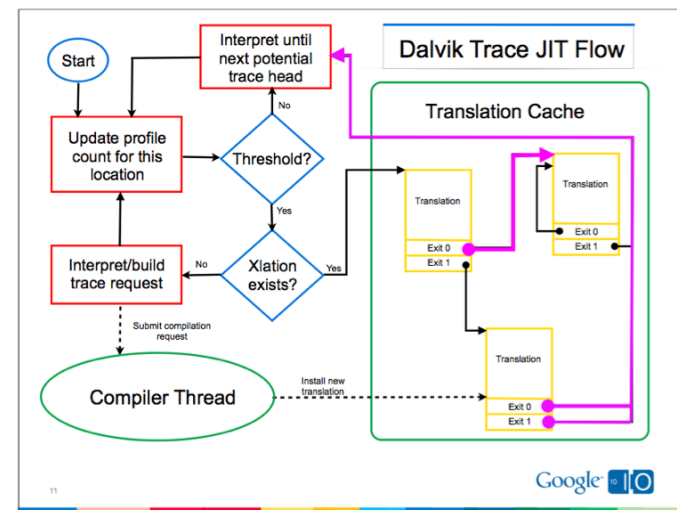 Dalvik Trace JIT Flow
Start
Interpret until
next potential
trace head
No
Update profile
count for this
location
Threshold?
Yes
Interpret/build
trace request
No
Xlation
exists?
Yes
Submit compilation
request
Compiler Thread
Install new
translation
Translation Cache
Translation
Exit 0
Exit 1
Translation
Exit 0
Exit 1
Translation
Exit 0
Exit 1
11
Google 10 IO